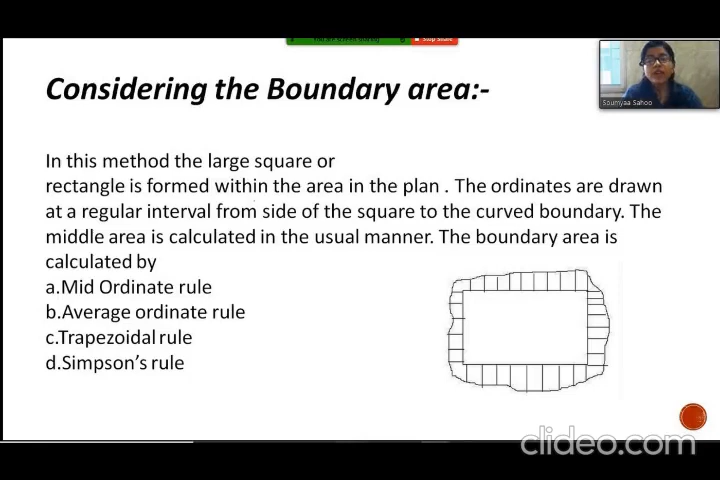 Stop Share
Considering the Boundary area:-
Soumyaa Sahoo
In this method the large square or
rectangle is formed within the area in the plan . The ordinates are drawn
at a regular interval from side of the square to the curved boundary. The
middle area is calculated in the usual manner. The boundary area is
calculated by
a.Mid Ordinate rule
b.Average ordinate rule
c.Trapezoidal rule
d.Simpson’s rule
clideo.com